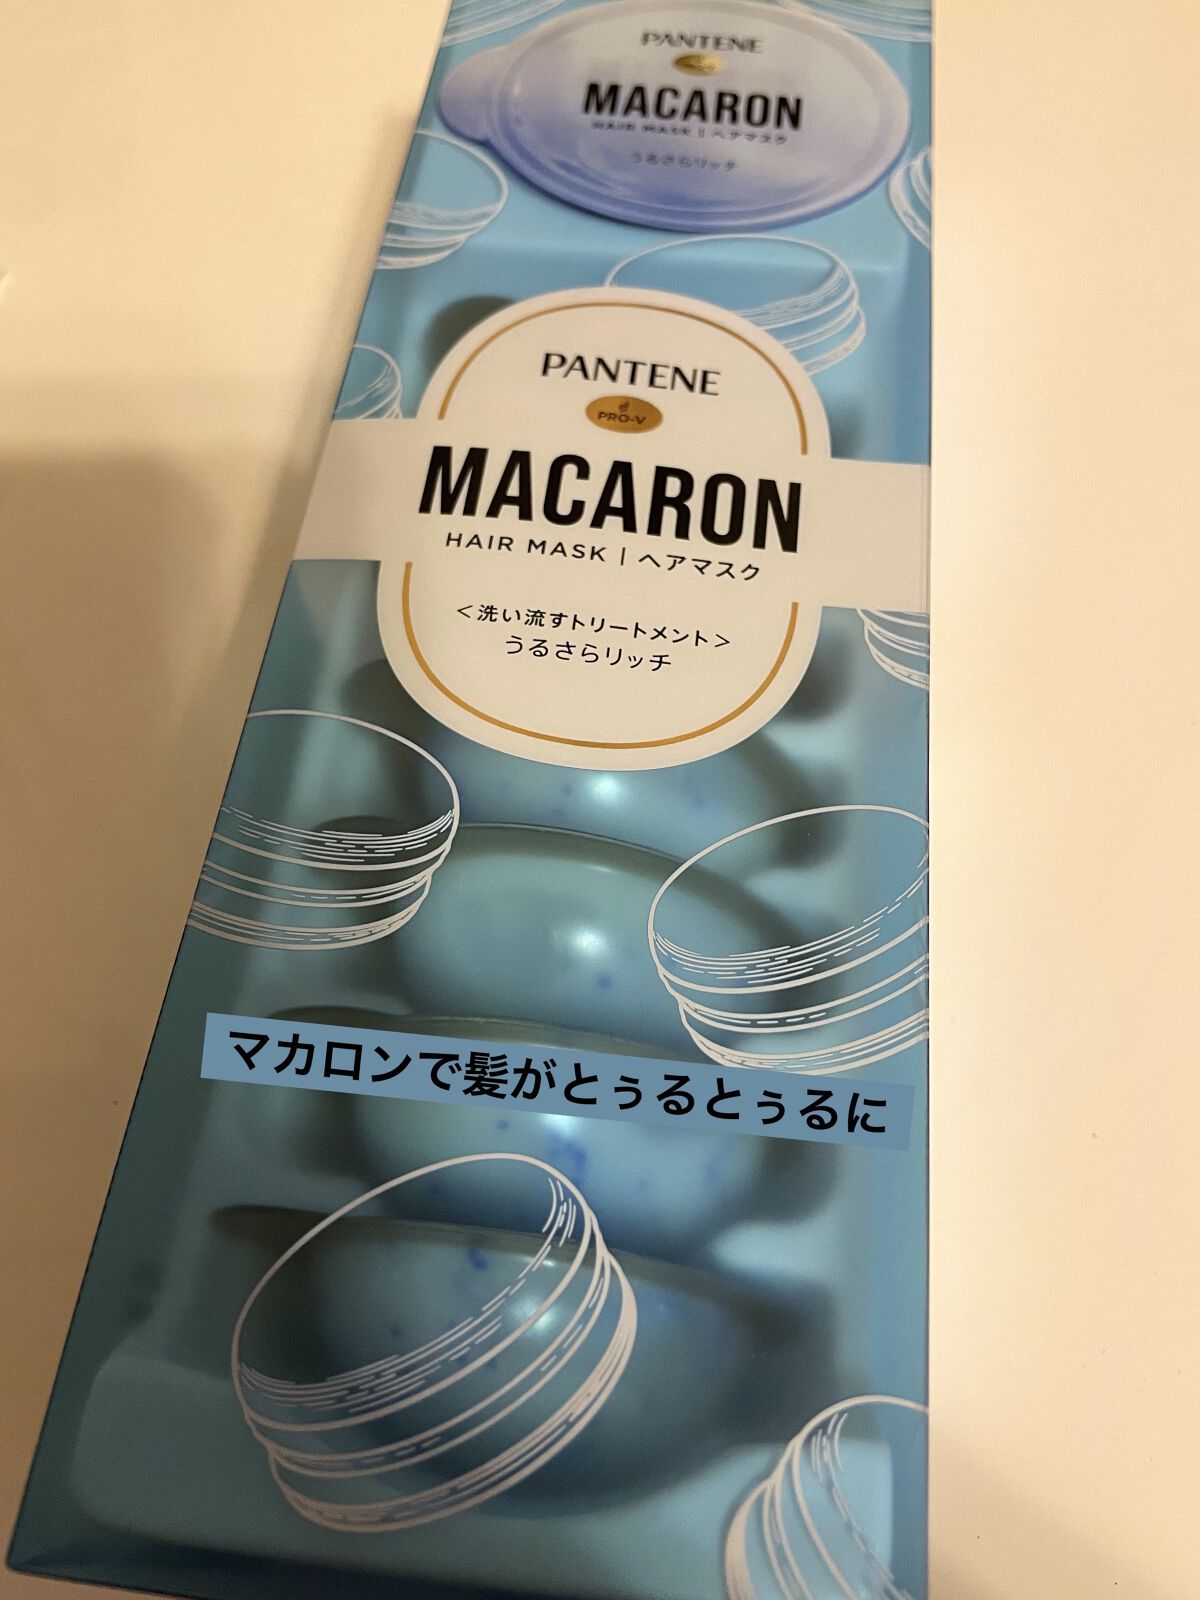 PANTENE
MACARON
HAIR MASK | ヘアマスク
うるさらリッチ
PANTENE
PRO-V
MACARON
HAIR MASK | ヘアマスク
＜洗い流すトリートメント＞
うるさらリッチ
マカロンで髪がとぅるとぅるに